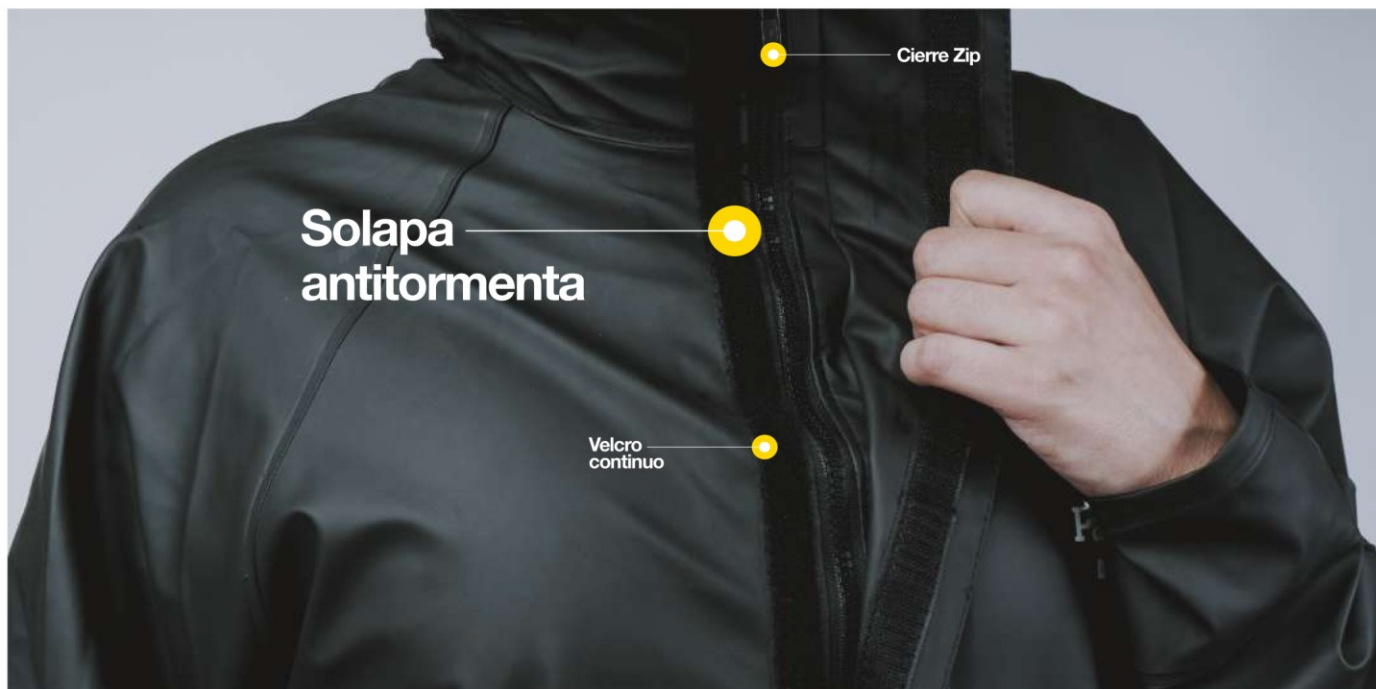 Cierre Zip
Solapa
antitormenta
Velcro
continuo